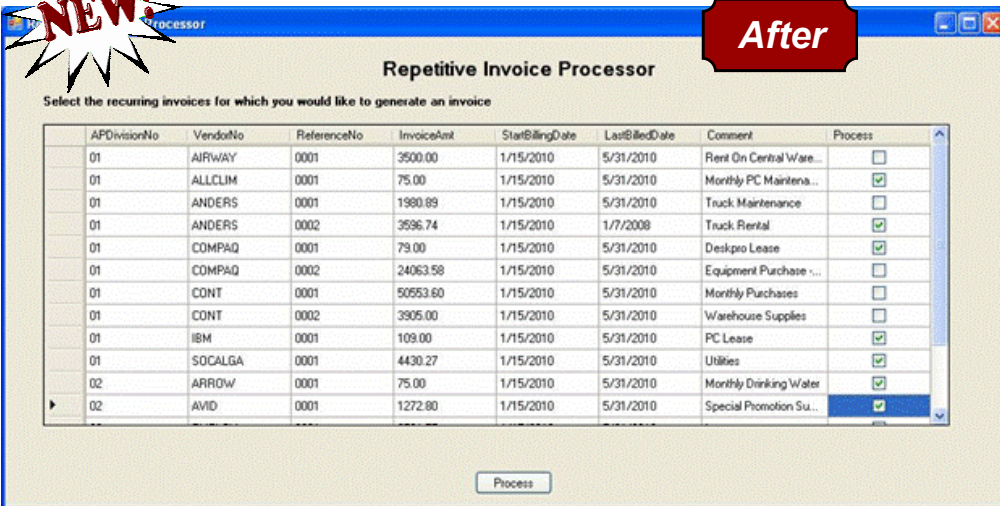 NEW!
Processor
After
Repetitive Invoice Processor
Select the recurring invoices for which you would like to generate an invoice
APDivisionNo VendorNo ReferenceNo InvoiceAmt StartBillingDate LastBilledDate Comment Process
01 AIRWAY 0001 3500.00 1/15/2010 5/31/2010 Rent On Central Ware...
01 ALLCLIM 0001 75.00 1/15/2010 5/31/2010 Monthly PC Maintena...
01 ANDERS 0001 1980.89 1/15/2010 5/31/2010 Truck Maintenance
01 ANDERS 0002 3596.74 1/15/2010 1/7/2008 Truck Rental
01 COMPAQ 0001 79.00 1/15/2010 5/31/2010 Deskpro Lease
01 COMPAQ 0002 24063.58 1/15/2010 5/31/2010 Equipment Purchase -...
01 CONT 0001 50553.60 1/15/2010 5/31/2010 Monthly Purchases
01 CONT 0002 3905.00 1/15/2010 5/31/2010 Warehouse Supplies
01 IBM 0001 109.00 1/15/2010 5/31/2010 PC Lease
01 SOCALGA 0001 4430.27 1/15/2010 5/31/2010 Utilities
02 ARROW 0001 75.00 1/15/2010 5/31/2010 Monthly Drinking Water
02 AVID 0001 1272.80 1/15/2010 5/31/2010 Special Promotion Su...
Process